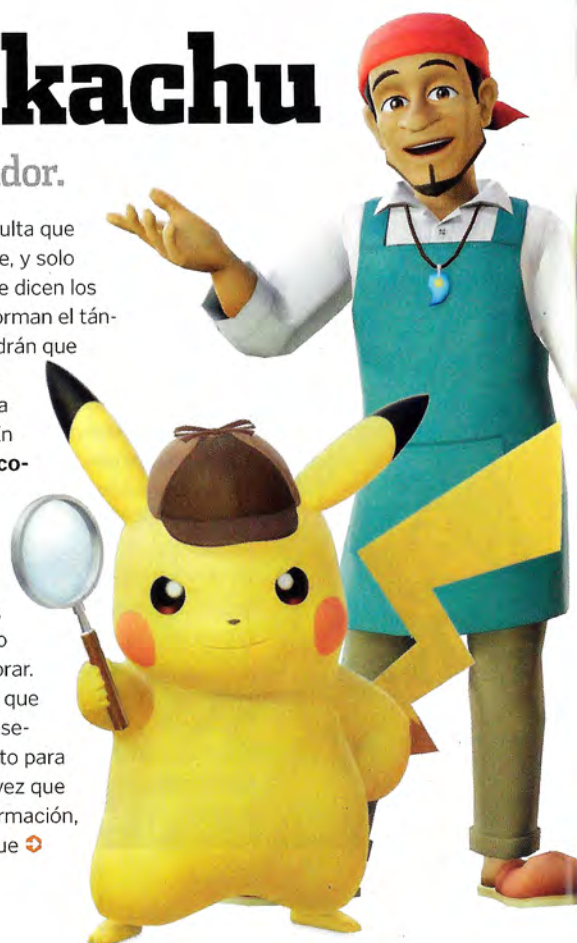 kachu
dor.
ulta que
e, y solo
e dicen los
orman el tán-
drán que
a
En
co-
o
orar.
que
se-
to para
vez que
rmación,
ue